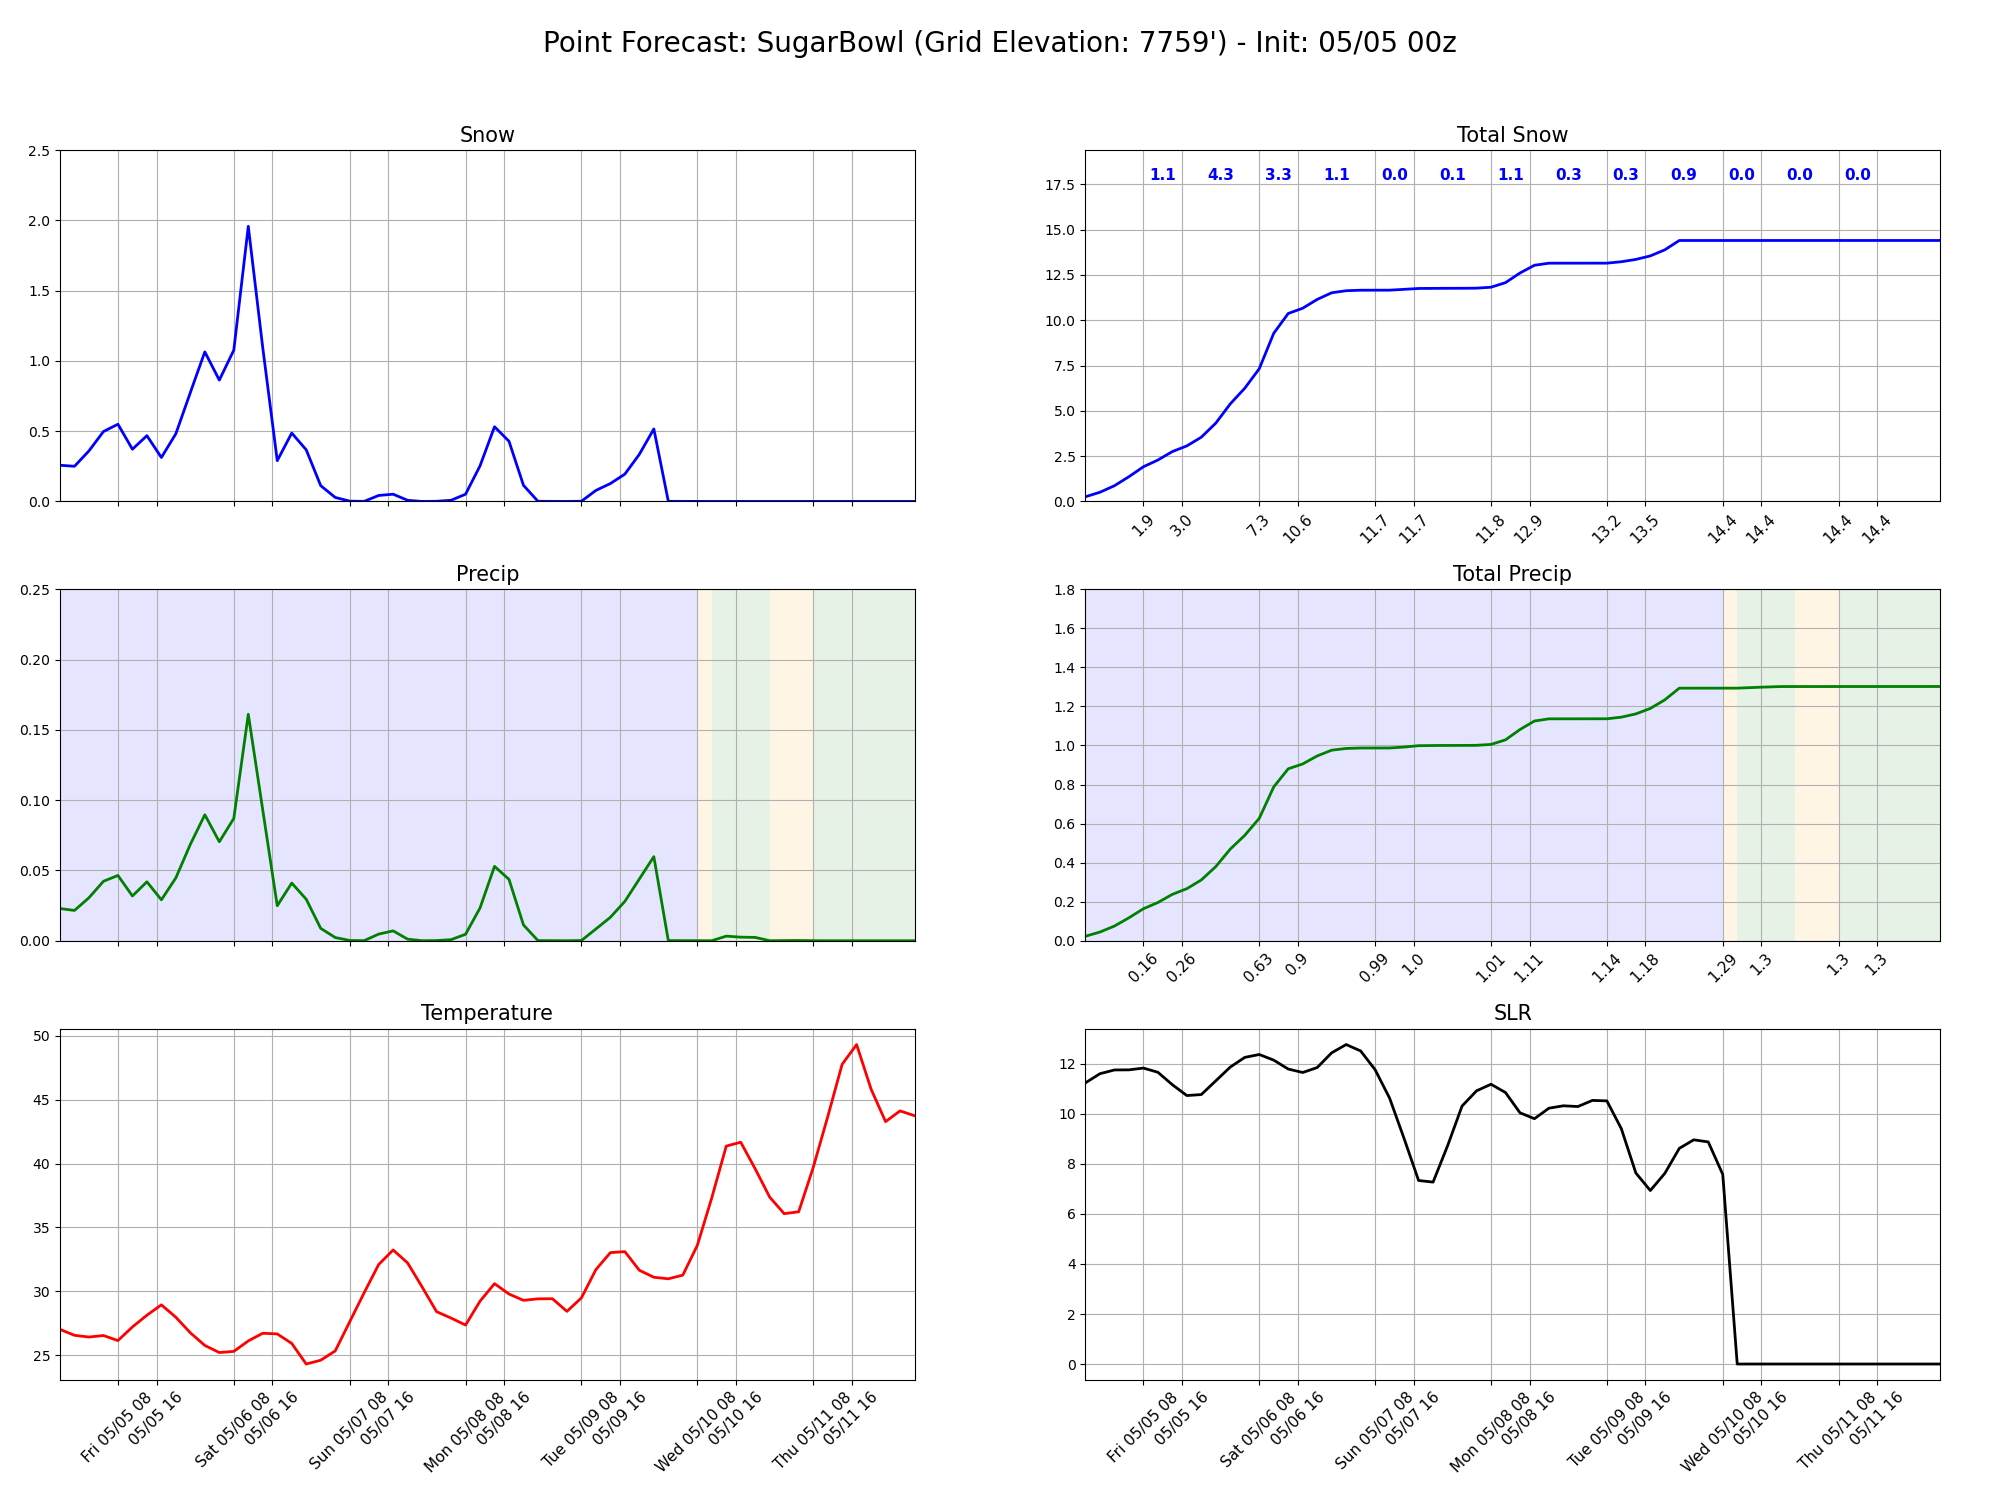 Point Forecast: SugarBowl (Grid Elevation: 7759') - Init: 05/05 00z
Snow
2.5
2.0
1.5
1.0
0.5
0.0
Total Snow
1.1 4.3 3.3 1.1 0.0 0.1 1.1 0.3 0.3 0.9 0.0 0.0 0.0
17.5
15.0
12.5
10.0
7.5
5.0
2.5
0.0
1.9 3.0 7.3 10.6 11.7 11.7 11.8 12.9 13.2 13.5 14.4 14.4 14.4 14.4
Precip
0.25
0.20
0.15
0.10
0.05
0.00
Total Precip
1.8
1.6
1.4
1.2
1.0
0.8
0.6
0.4
0.2
0.0
0.16 0.26 0.63 0.9 0.99 1.0 1.01 1.11 1.14 1.18 1.29 1.3 1.3 1.3
Temperature
50
45
40
35
30
25
Fri 05/05 08
05/05 16
Sat 05/06 08
05/06 16
Sun 05/07 08
05/07 16
Mon 05/08 08
05/08 16
Tue 05/09 08
05/09 16
Wed 05/10 08
05/10 16
Thu 05/11 08
05/11 16
SLR
12
10
8
6
4
2
0
Fri 05/05 08
05/05 16
Sat 05/06 08
05/06 16
Sun 05/07 08
05/07 16
Mon 05/08 08
05/08 16
Tue 05/09 08
05/09 16
Wed 05/10 08
05/10 16
Thu 05/11 08
05/11 16